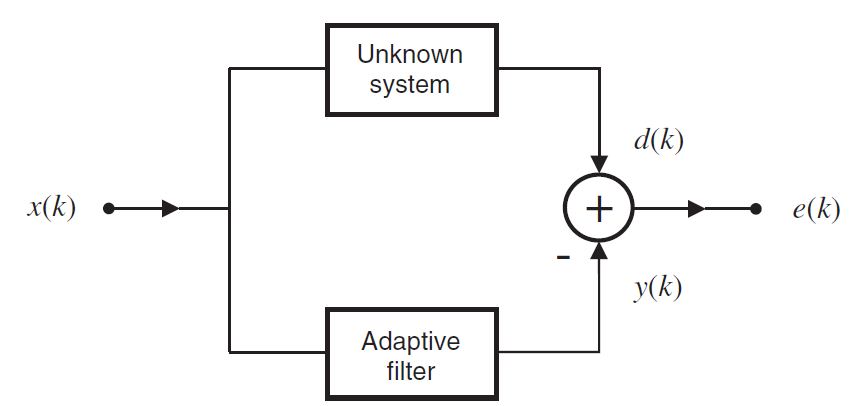 Unknown
system
d(k)
x(k)
+
e(k)
-
y(k)
Adaptive
filter